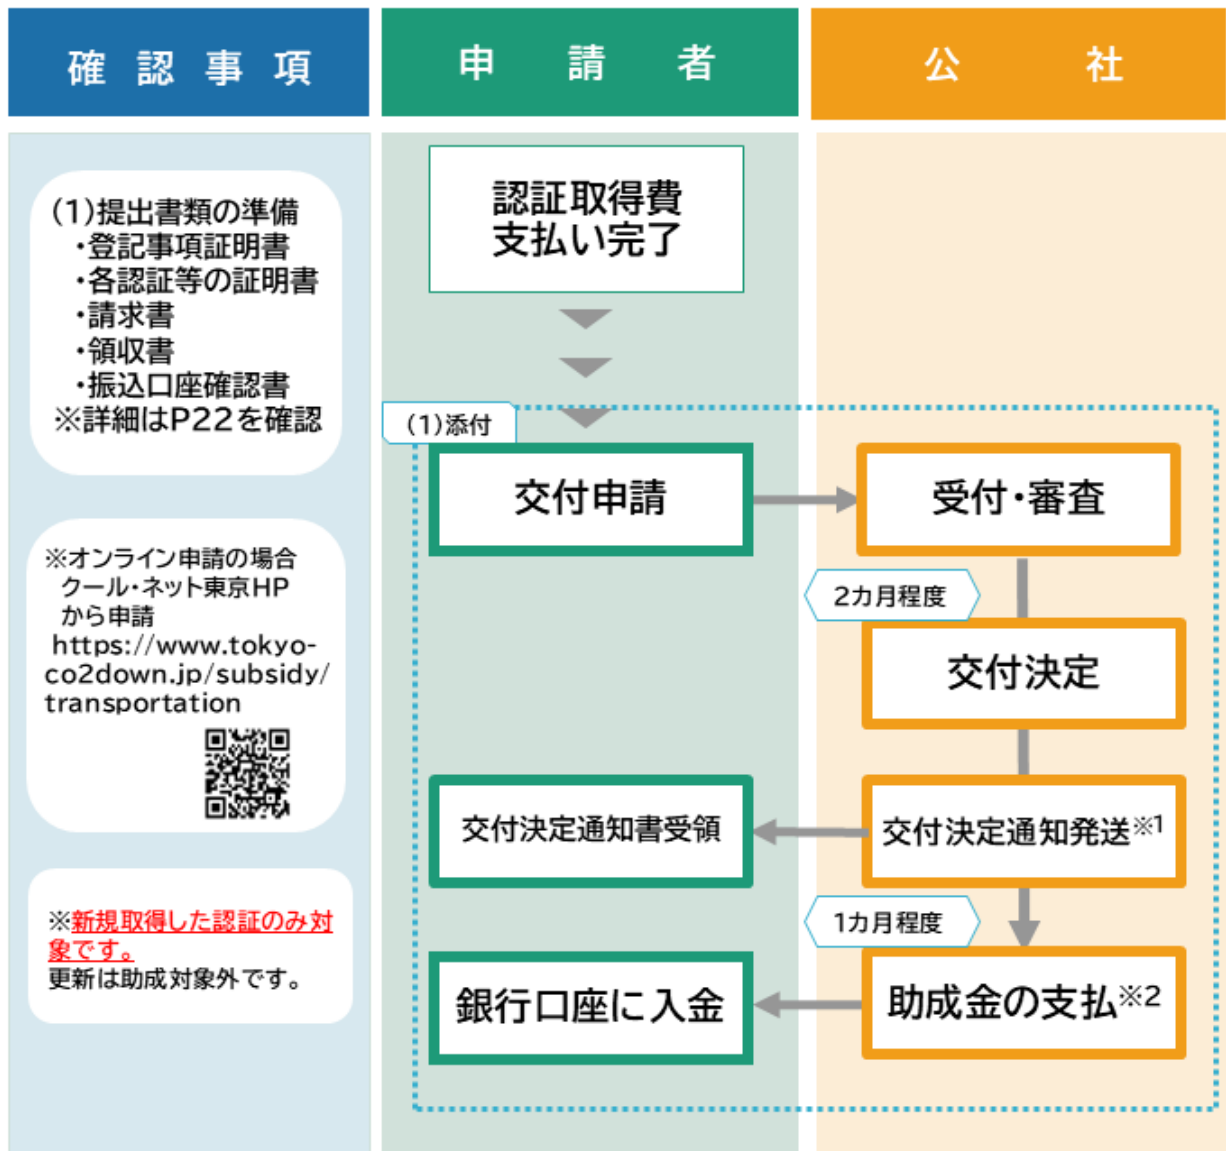 確認事項
申請者
公社
(1)提出書類の準備
・登記事項証明書
・各認証等の証明書
・請求書
・領収書
・振込口座確認書
※詳細はP22を確認
※オンライン申請の場合
クール・ネット東京HP
から申請
https://www.tokyo-
co2down.jp/subsidy/
transportation
※新規取得した認証のみ対
象です。
更新は助成対象外です。
認証取得費
支払い完了
(1)添付
交付申請
受付・審査
2カ月程度
交付決定
交付決定通知発送※1
交付決定通知書受領
1カ月程度
助成金の支払※2
銀行口座に入金